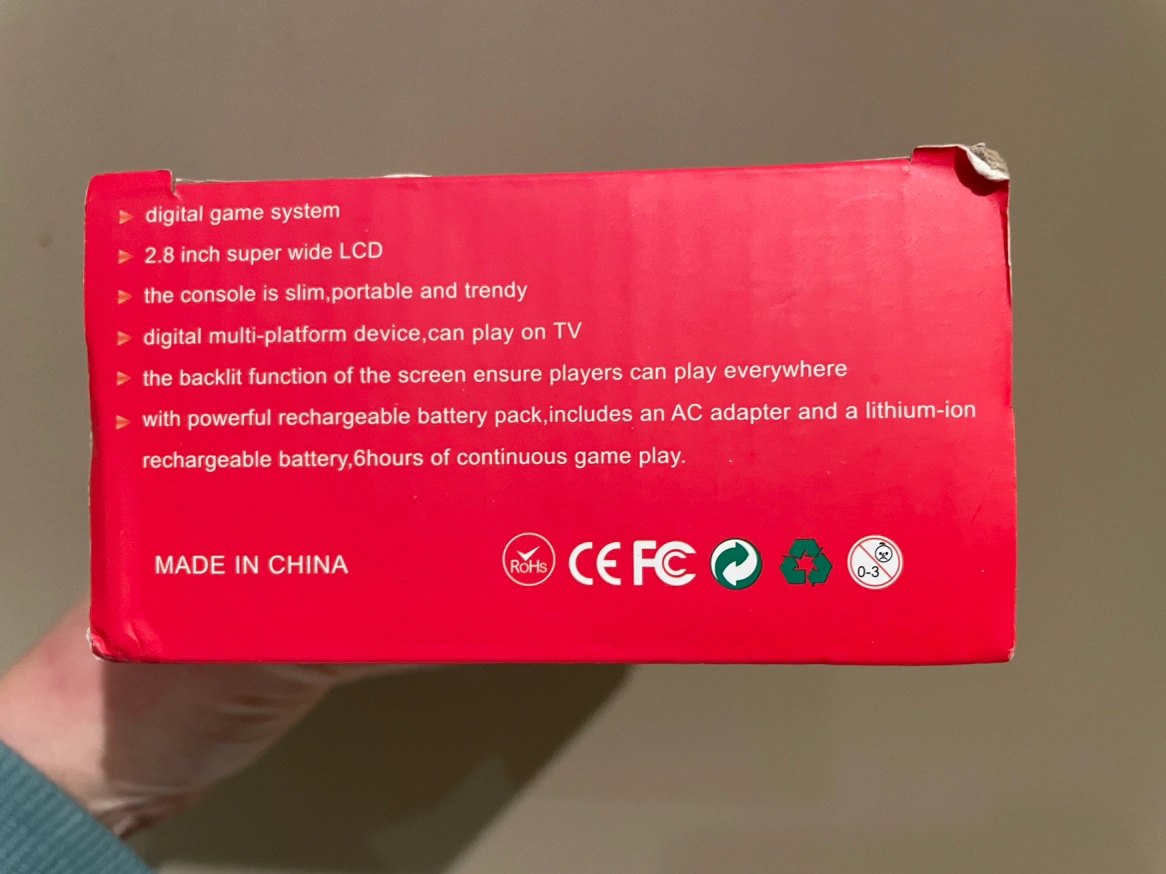 digital game system
2.8 inch super wide LCD
the console is slim,portable and trendy
digital multi-platform device,can play on TV
the backlit function of the screen ensure players can play everywhere
with powerful rechargeable battery pack,includes an AC adapter and a lithium-ion
rechargeable battery,6hours of continuous game play.
MADE IN CHINA RoHS CE FC 0-3